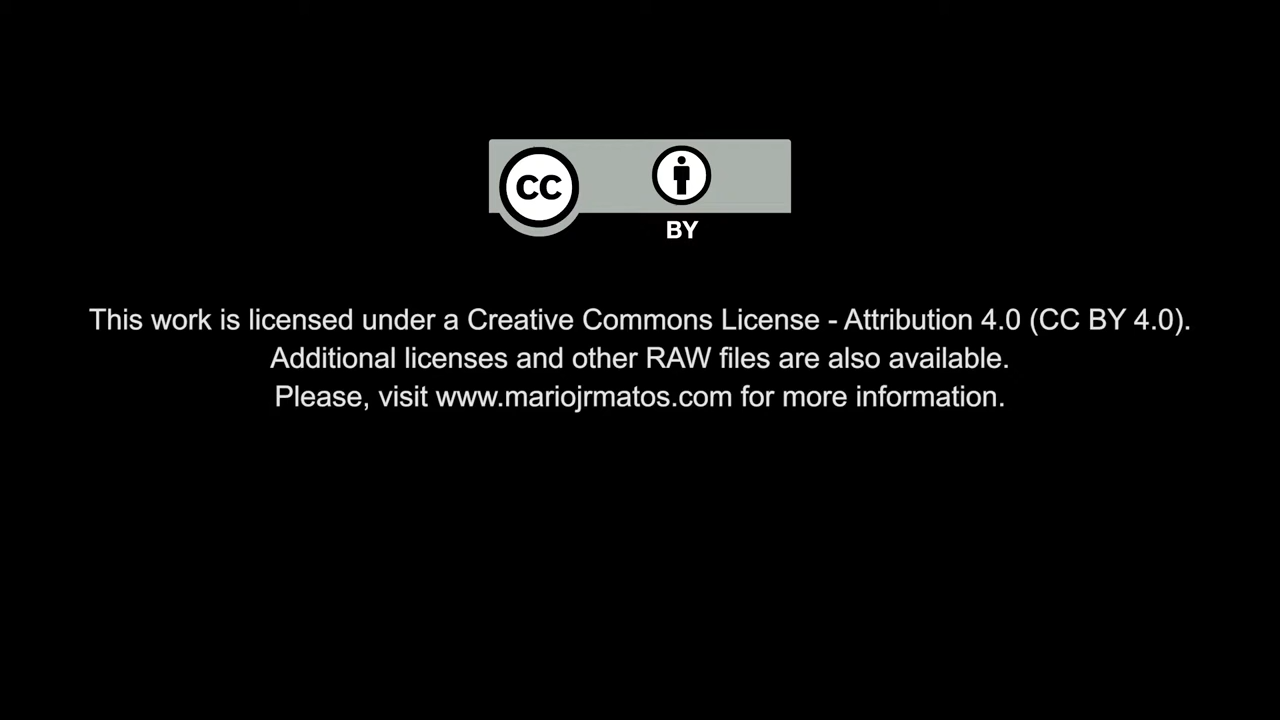 CC
BY
This work is licensed under a Creative Commons License - Attribution 4.0 (CC BY 4.0).
Additional licenses and other RAW files are also available.
Please, visit www.mariojrmatos.com for more information.